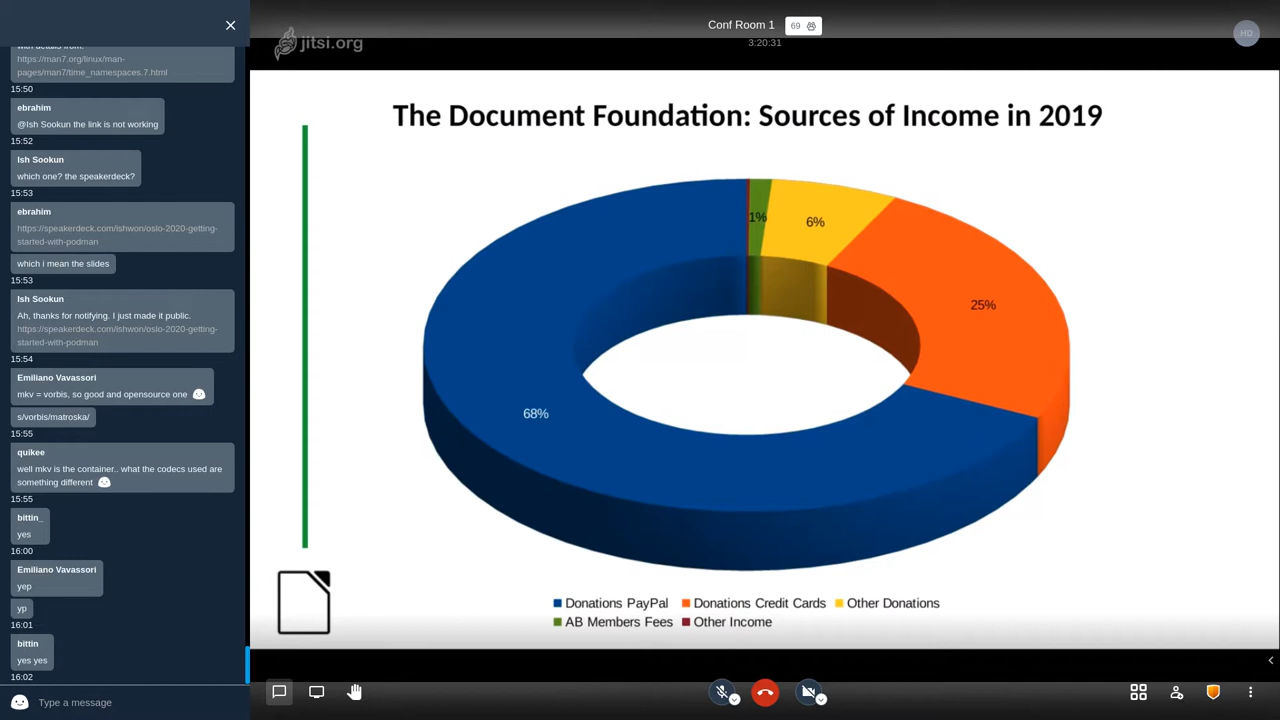 with details from:
https://man7.org/linux/man-
pages/man7/time_namespaces.7.html
15:50
ebrahim
@Ish Sookun the link is not working
15:52
Ish Sookun
which one? the speakerdeck?
15:53
ebrahim
https://speakerdeck.com/ishwon/oslo-2020-getting-
started-with-podman
which i mean the slides
15:53
Ish Sookun
Ah, thanks for notifying. I just made it public.
https://speakerdeck.com/ishwon/oslo-2020-getting-
started-with-podman
15:54
Emiliano Vavassori
mkv = vorbis, so good and opensource one
s/vorbis/matroska/
15:55
quikee
well mkv is the container.. what the codecs used are
something different
15:55
bittin_
yes
16:00
Emiliano Vavassori
yep
yp
16:01
bittin
yes yes
16:02
Type a message
Conf Room 1
69
3:20:31
jitsi.org
HD
The Document Foundation: Sources of Income in 2019
1%
6%
25%
68%
Donations PayPal Donations Credit Cards Other Donations
AB Members Fees Other Income